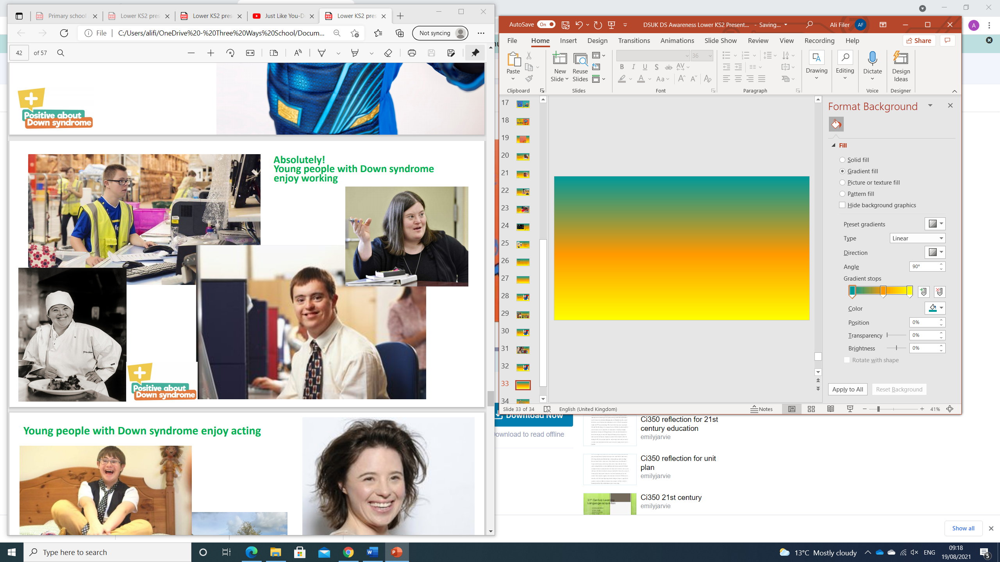 Primary school
Lower KS2 pres
Lower KS2 pres
Just Like You-D
Lower KS2 pres
File
C:/Users/alifi/OneDrive%20-%20Three%20Ways%20School/Docum...
Not syncing
42
of 57
Positive about
Down syndrome
Absolutely!
Young people with Down syndrome
enjoy working
Positive about
Down syndrome
Young people with Down syndrome enjoy acting
AutoSave
On
DSUK DS Awareness Lower KS2 Present... - Saving...
Ali Filer
AF
File
Home
Insert
Design
Transitions
Animations
Slide Show
Review
View
Recording
Help
Share
Paste
New
Slide
Reuse
Slides
36
B I U S ab AV
Aa
Drawing
Editing
Dictate
Design
Ideas
Clipboard
Slides
Font
Paragraph
Voice
Designer
17
18
19
20
21
22
23
24
25
26
27
28
29
30
31
32
33
34
Format Background
Fill
Solid fill
Gradient fill
Picture or texture fill
Pattern fill
Hide background graphics
Preset gradients
Type
Linear
Direction
Angle
90°
Gradient stops
Color
Position
0%
Transparency
0%
Brightness
0%
Rotate with shape
Apply to All
Reset Background
Slide 33 of 34
English (United Kingdom)
Notes
41%
A
Download Now
Download to read offline
Ci350 reflection for 21st
century education
emilyjarvie
Ci350 reflection for unit
plan
emilyjarvie
21st Century Learning
Language acquisition
Ci350 21st century
emilyjarvie
Show all
Type here to search
13°C Mostly cloudy
ENG
09:18
19/08/2021
5